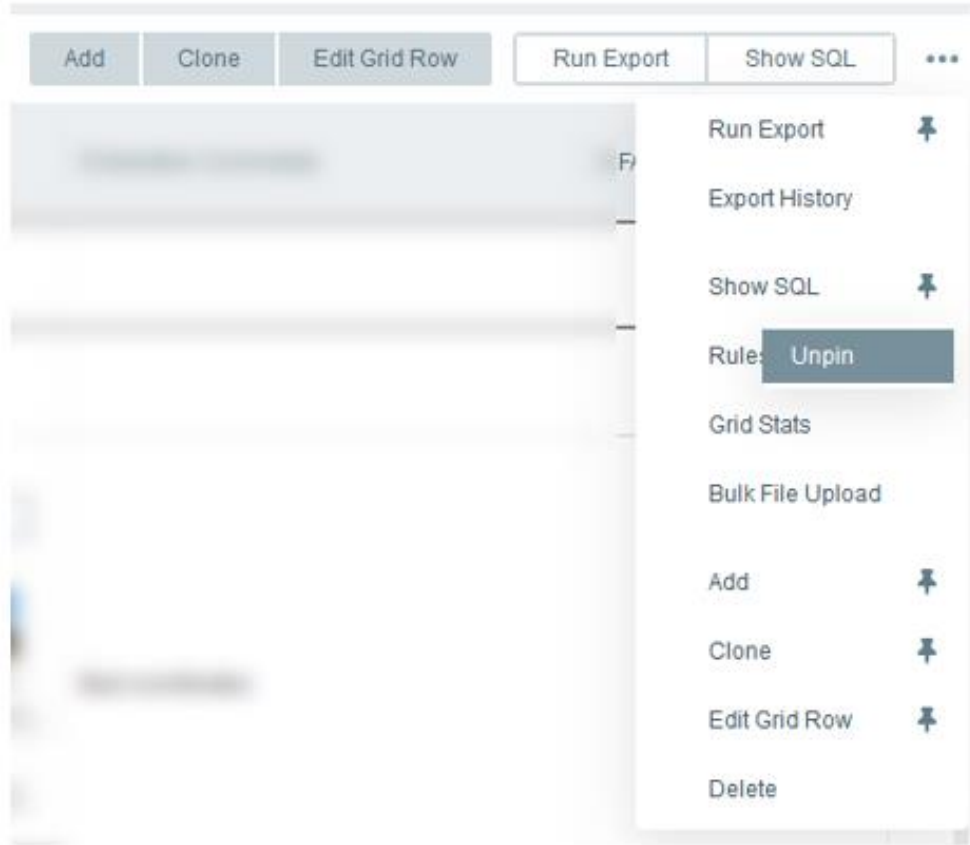 Add Clone Edit Grid Row Run Export Show SQL
Run Export
Export History
Show SQL
Unpin
Grid Stats
Bulk File Upload
Add
Clone
Edit Grid Row
Delete